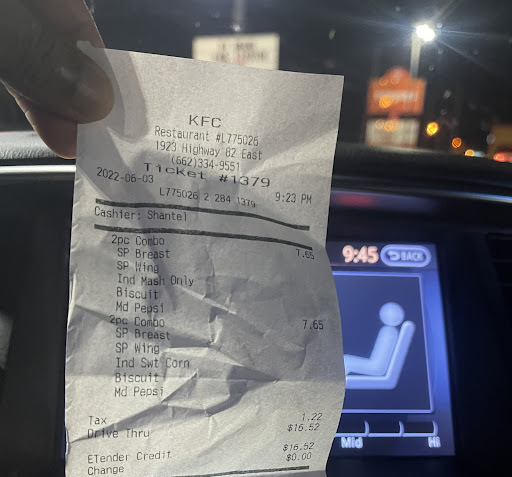 KFC
Restaurant #L775026
1923 Highway 82 East
(662)334-9551
Ticket #1379
2022-06-03 9:23 PM
L775026 2 284 1379
Cashier: Shantel
2pc Combo 7.65
SP Breast
SP Wing
Ind Mash Only
Biscuit
Md Pepsi
2pc Combo 7.65
SP Breast
SP Wing
Ind Swt Corn
Biscuit
Md Pepsi
Tax 1.22
Drive Thru $16.52
ETender Credit $16.52
Change $0.00
9:45 BACK
Mid Hi